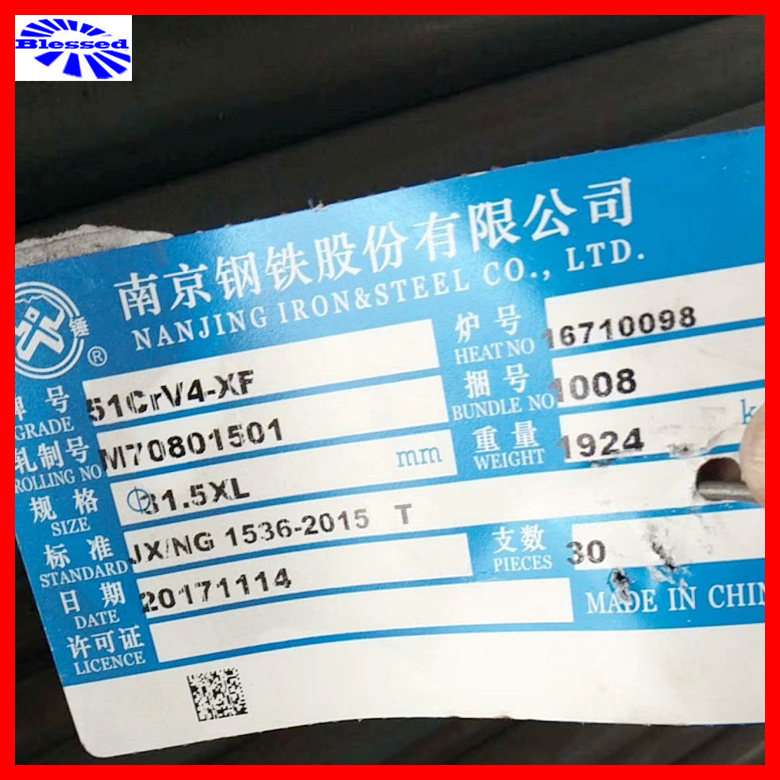 Blessed
南京钢铁股份有限公司
NANJING IRON&STEEL CO., LTD.
锤
®
牌号 51CrV4-XF
GRADE
炉号 16710098
HEAT NO
轧制号 M70801501
ROLLING NO
捆号 1008
BUNDLE NO
规格 Φ31.5XL mm
SIZE
重量 1924 k
WEIGHT
标准 JX/NG 1536-2015 T
STANDARD
日期 20171114
DATE
支数 30
PIECES
许可证
LICENCE
MADE IN CHIN